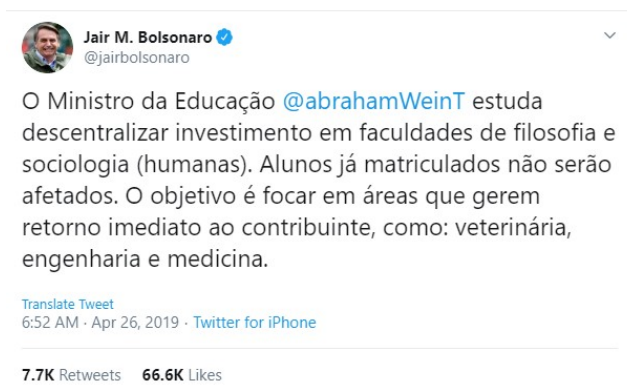 Jair M. Bolsonaro
@jairbolsonaro
O Ministro da Educação @abrahamWeinT estuda
descentralizar investimento em faculdades de filosofia e
sociologia (humanas). Alunos já matriculados não serão
afetados. O objetivo é focar em áreas que gerem
retorno imediato ao contribuinte, como: veterinária,
engenharia e medicina.
Translate Tweet
6:52 AM · Apr 26, 2019 · Twitter for iPhone
7.7K Retweets 66.6K Likes